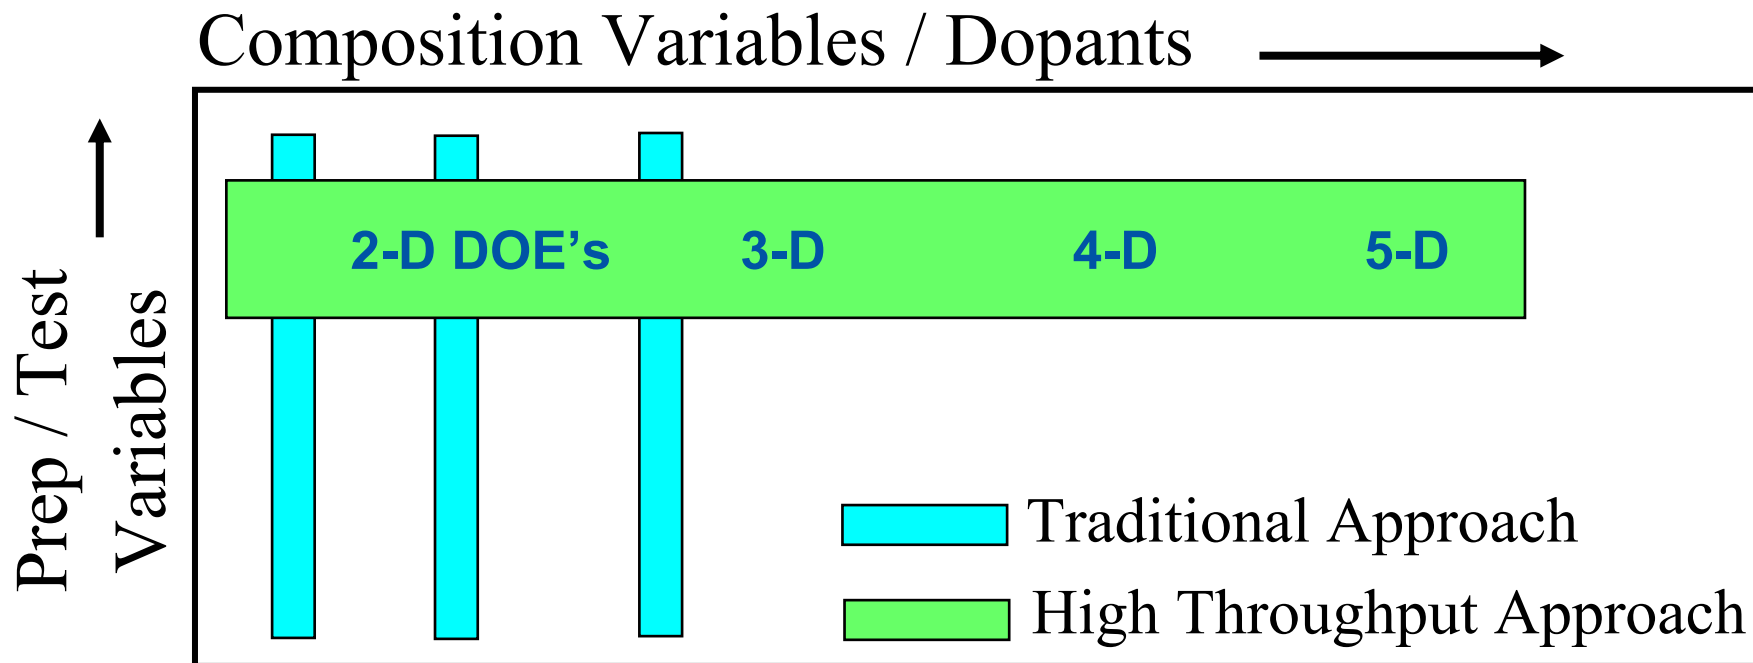 Composition Variables / Dopants
Prep / Test
Variables
2-D DOE’s 3-D 4-D 5-D
Traditional Approach
High Throughput Approach